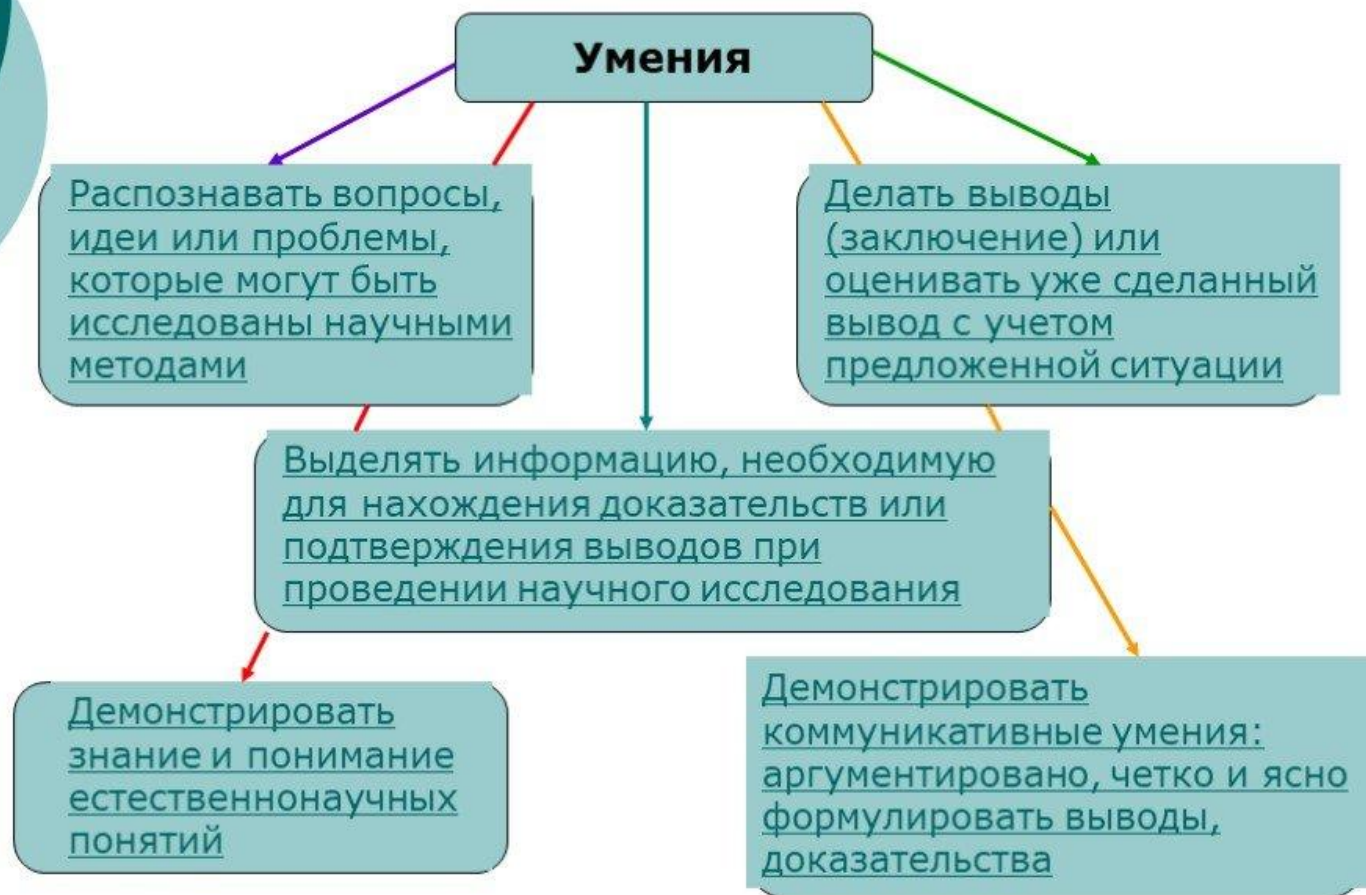 Умения
Распознавать вопросы,
идеи или проблемы,
которые могут быть
исследованы научными
методами
Делать выводы
(заключение) или
оценивать уже сделанный
вывод с учетом
предложенной ситуации
Выделять информацию, необходимую
для нахождения доказательств или
подтверждения выводов при
проведении научного исследования
Демонстрировать
знание и понимание
естественнонаучных
понятий
Демонстрировать
коммуникативные умения:
аргументировано, четко и ясно
формулировать выводы,
доказательства